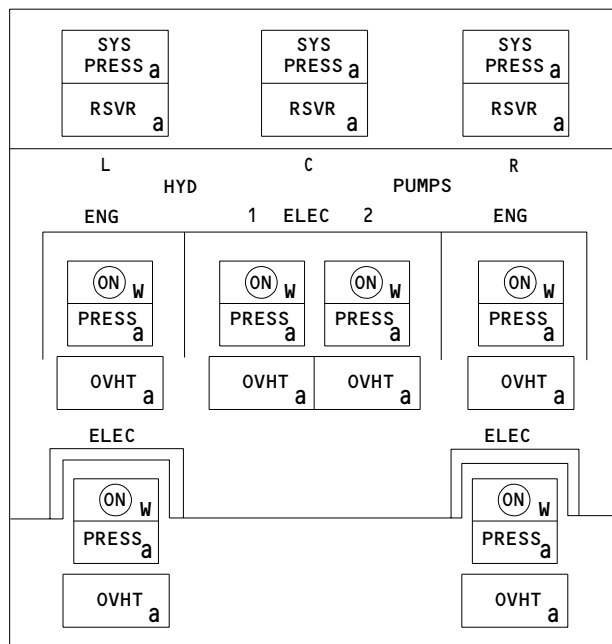 SYS SYS SYS
PRESS a PRESS a PRESS a
RSVR a RSVR a RSVR a
L C R
HYD PUMPS
ENG 1 ELEC 2 ENG
ON W ON W ON W ON W
PRESS a PRESS a PRESS a PRESS a
OVHT a OVHT a OVHT a OVHT a
ELEC ELEC
ON W ON W
PRESS a PRESS a
OVHT a OVHT a